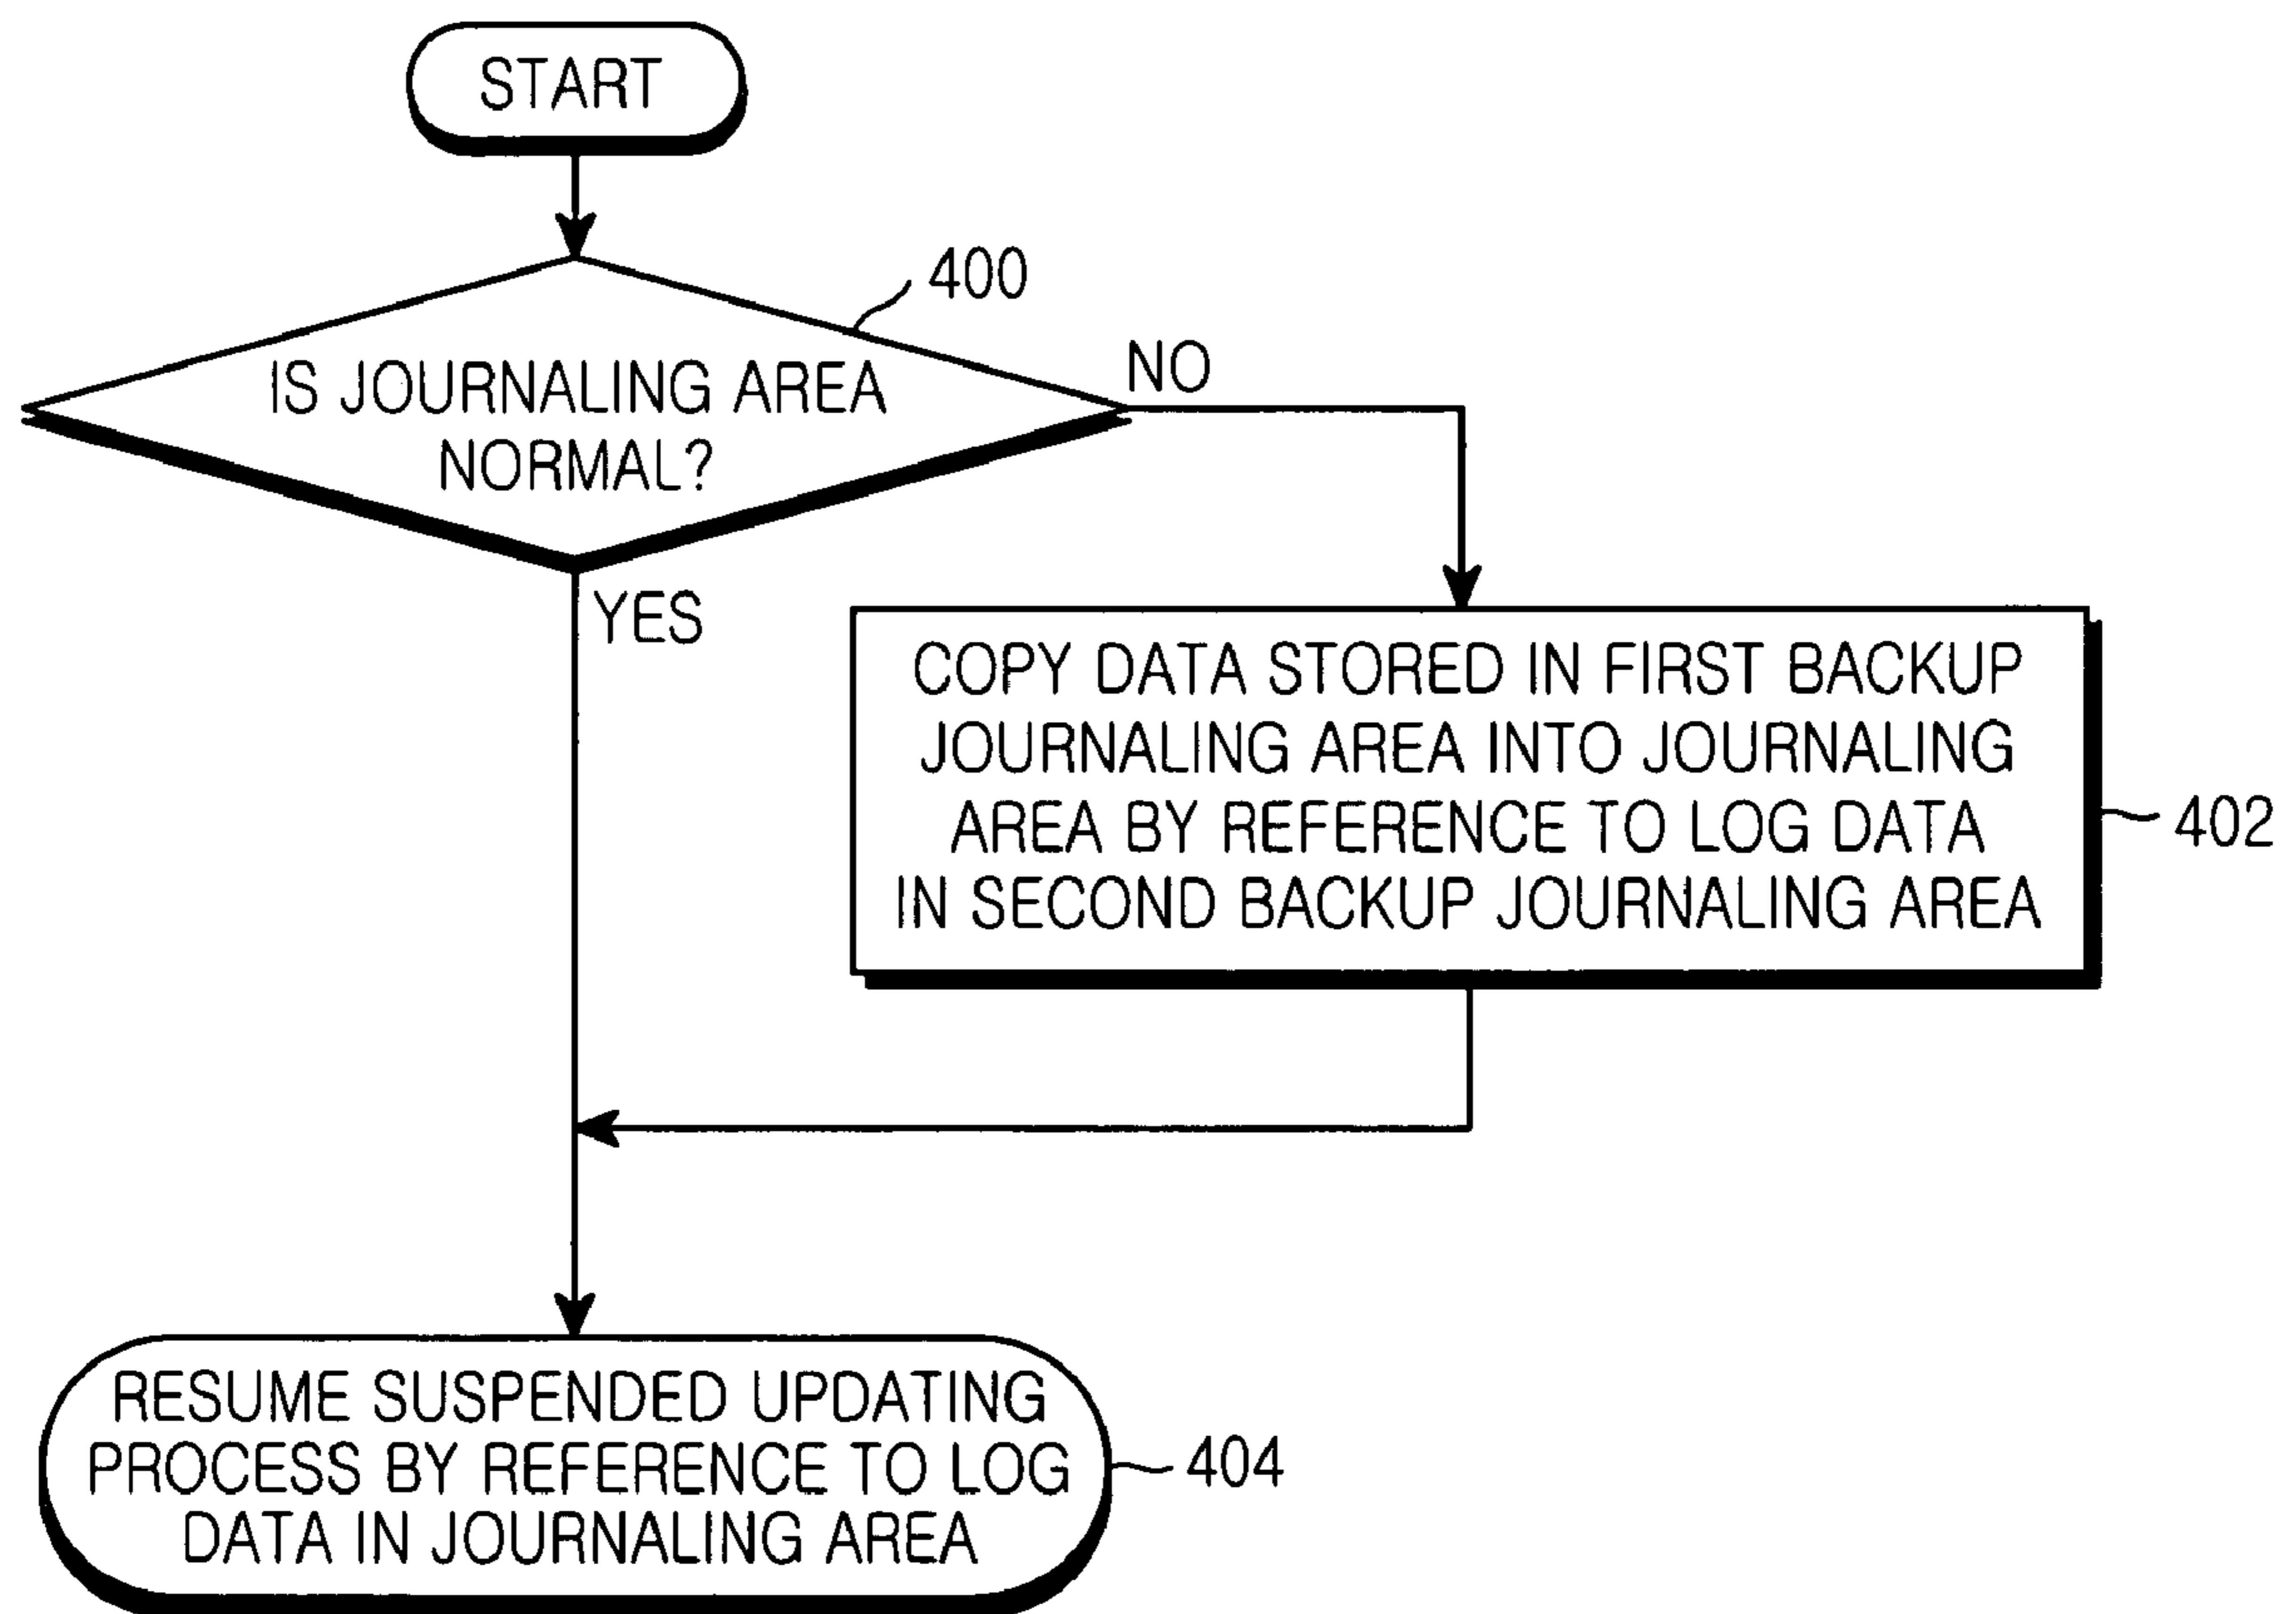 START
400
IS JOURNALING AREA
NORMAL?
NO
YES
COPY DATA STORED IN FIRST BACKUP
JOURNALING AREA INTO JOURNALING
AREA BY REFERENCE TO LOG DATA
IN SECOND BACKUP JOURNALING AREA
402
RESUME SUSPENDED UPDATING
PROCESS BY REFERENCE TO LOG
DATA IN JOURNALING AREA
404